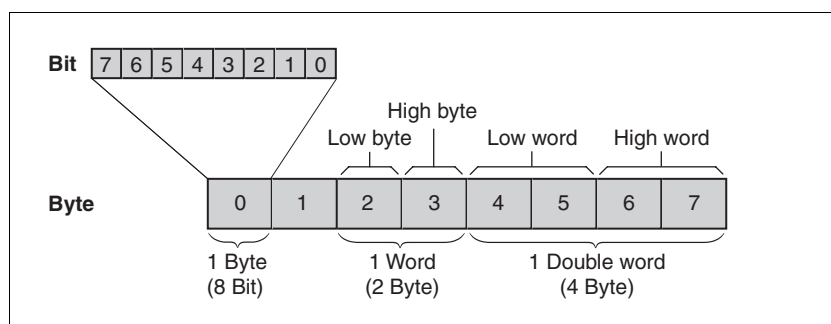 Bit 7 6 5 4 3 2 1 0
High byte
Low byte Low word High word
Byte 0 1 2 3 4 5 6 7
1 Byte 1 Word 1 Double word
(8 Bit) (2 Byte) (4 Byte)